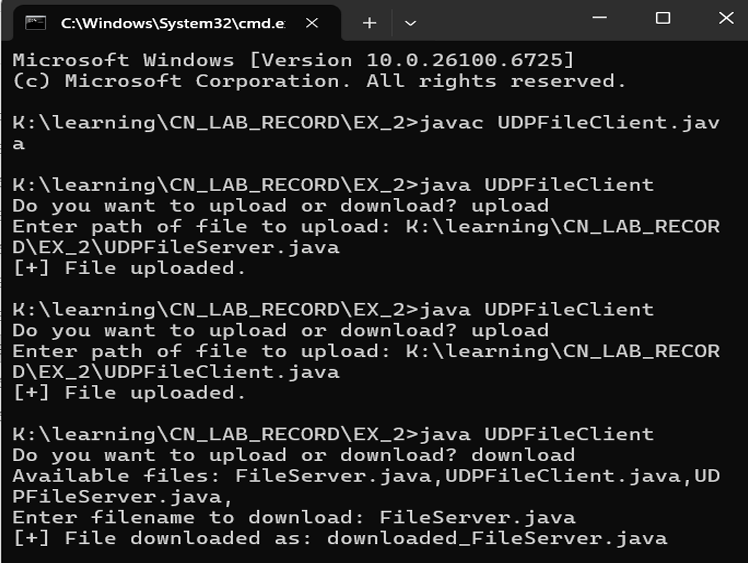 C:\Windows\System32\cmd.e
Microsoft Windows [Version 10.0.26100.6725]
(c) Microsoft Corporation. All rights reserved.
K:\learning\CN_LAB_RECORD\EX_2>javac UDPFileClient.jav
a
K:\learning\CN_LAB_RECORD\EX_2>java UDPFileClient
Do you want to upload or download? upload
Enter path of file to upload: K:\learning\CN_LAB_RECOR
D\EX_2\UDPFileServer.java
[+] File uploaded.
K:\learning\CN_LAB_RECORD\EX_2>java UDPFileClient
Do you want to upload or download? upload
Enter path of file to upload: K:\learning\CN_LAB_RECOR
D\EX_2\UDPFileClient.java
[+] File uploaded.
K:\learning\CN_LAB_RECORD\EX_2>java UDPFileClient
Do you want to upload or download? download
Available files: FileServer.java,UDPFileClient.java,UD
PFileServer.java,
Enter filename to download: FileServer.java
[+] File downloaded as: downloaded_FileServer.java